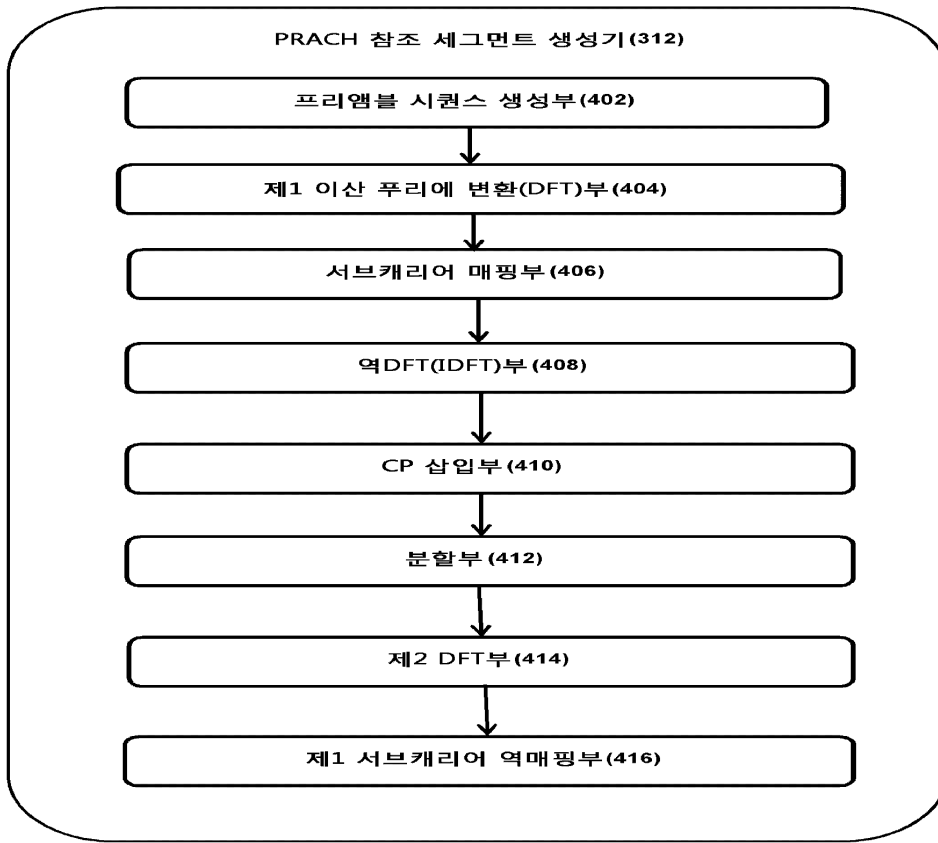 PRACH 참조 세그먼트 생성기(312)
프리앰블 시퀀스 생성부(402)
제1 이산 푸리에 변환(DFT)부(404)
서브캐리어 매핑부(406)
역DFT(IDFT)부(408)
CP 삽입부(410)
분할부(412)
제2 DFT부(414)
제1 서브캐리어 역매핑부(416)